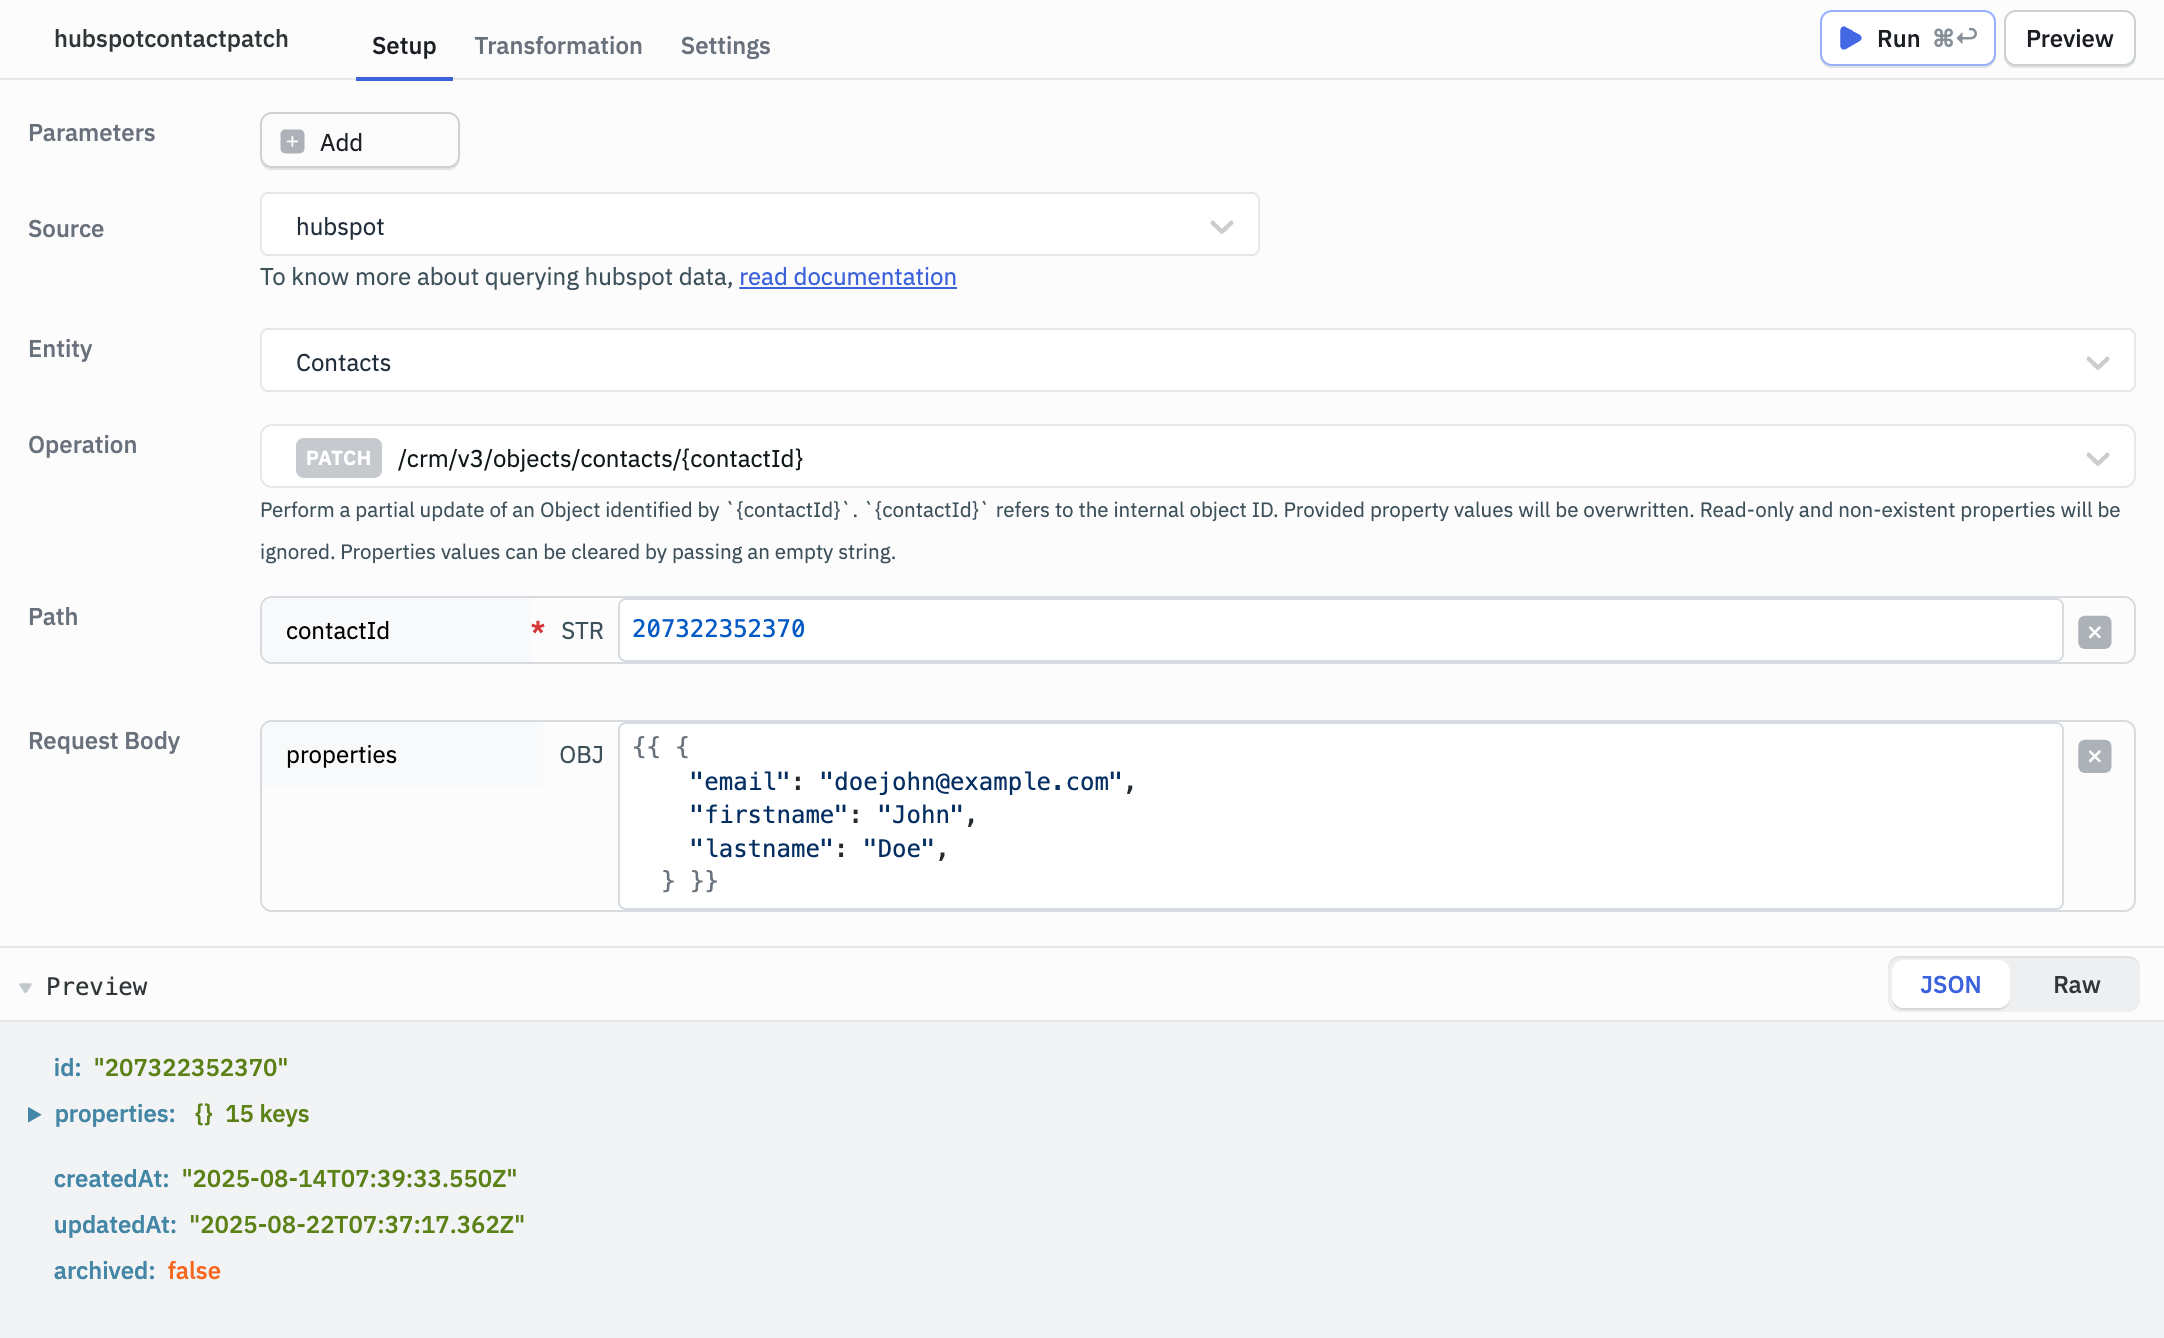 hubspotcontactpatch
Setup Transformation Settings
Run ⌘↩ Preview
Parameters
Add
Source
hubspot
To know more about querying hubspot data, read documentation
Entity
Contacts
Operation
PATCH /crm/v3/objects/contacts/{contactId}
Perform a partial update of an Object identified by `{contactId}`. `{contactId}` refers to the internal object ID. Provided property values will be overwritten. Read-only and non-existent properties will be
ignored. Properties values can be cleared by passing an empty string.
Path
contactId * STR 207322352370
Request Body
properties OBJ {{ {
"email": "doejohn@example.com",
"firstname": "John",
"lastname": "Doe",
} }}
Preview
JSON Raw
id: "207322352370"
properties: {} 15 keys
createdAt: "2025-08-14T07:39:33.550Z"
updatedAt: "2025-08-22T07:37:17.362Z"
archived: false